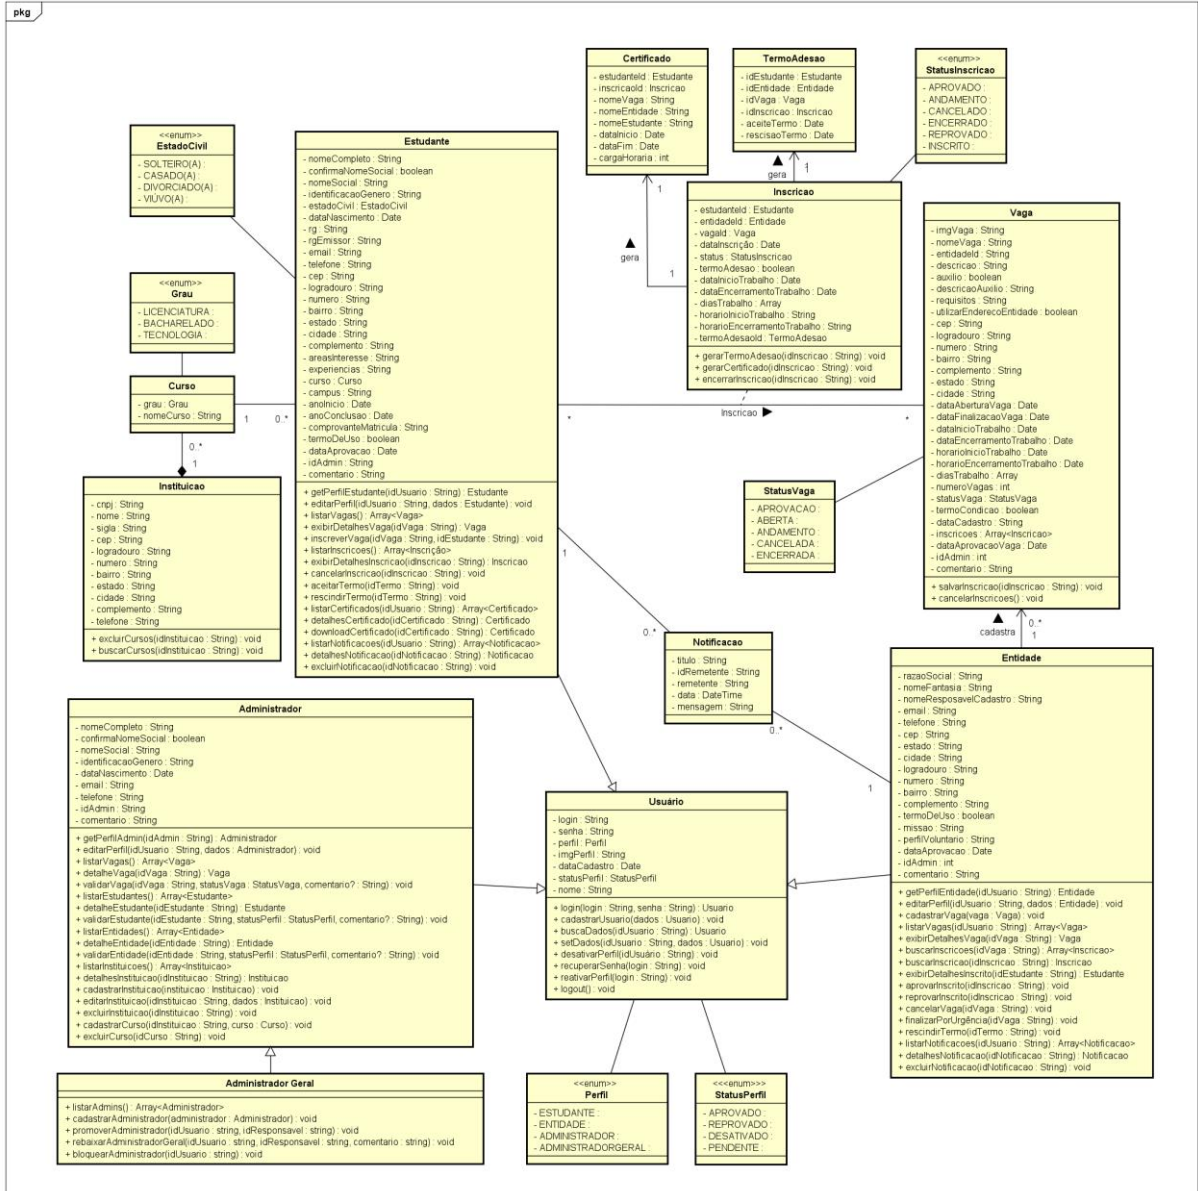 pkg
Certificado
- estudanteId : Estudante
- inscricaoId : Inscricao
- nomeVaga : String
- nomeEntidade : String
- nomeEstudante : String
- dataInicio : Date
- dataFim : Date
- cargaHoraria : int
TermoAdesao
- idEstudante : Estudante
- idEntidade : Entidade
- idVaga : Vaga
- idInscricao : Inscricao
- aceiteTermo : Date
- rescisaoTermo : Date
<<enum>>
StatusInscricao
- APROVADO :
- ANDAMENTO :
- CANCELADO :
- ENCERRADO :
- REPROVADO :
- INSCRITO :
<<enum>>
EstadoCivil
- SOLTEIRO(A) :
- CASADO(A) :
- DIVORCIADO(A) :
- VIÚVO(A) :
Estudante
- nomeCompleto : String
- confirmaNomeSocial : boolean
- nomeSocial : String
- identificacaoGenero : String
- estadoCivil : EstadoCivil
- dataNascimento : Date
- rg : String
- rgEmissor : String
- email : String
- telefone : String
- cep : String
- logradouro : String
- numero : String
- bairro : String
- estado : String
- cidade : String
- complemento : String
- areasInteresse : String
- experiencias : String
- curso : Curso
- campus : String
- anoInicio : Date
- anoConclusao : Date
- comprovanteMatricula : String
- termoDeUso : boolean
- dataAprovacao : Date
- idAdmin : String
- comentario : String
+ getPerfilEstudante(idUsuario : String) : Estudante
+ editarPerfil(idUsuario : String, dados : Estudante) : void
+ listarVagas() : Array<Vaga>
+ exibirDetalhesVaga(idVaga : String) : Vaga
+ inscreverVaga(idVaga : String, idEstudante : String) : void
+ listarInscricoes() : Array<Inscrição>
+ exibirDetalhesInscricao(idInscricao : String) : Inscricao
+ cancelarInscricao(idInscricao : String) : void
+ aceitarTermo(idTermo : String) : void
+ rescindirTermo(idTermo : String) : void
+ listarCertificados(idUsuario : String) : Array<Certificado>
+ detalhesCertificado(idCertificado : String) : Certificado
+ downloadCertificado(idCertificado : String) : Certificado
+ listarNotificacoes(idUsuario : String) : Array<Notificacao>
+ detalhesNotificacao(idNotificacao : String) : Notificacao
+ excluirNotificacao(idNotificacao : String) : void
1
gera
1
1
1
gera
1
Inscricao
- estudanteId : Estudante
- entidadeId : Entidade
- vagaId : Vaga
- dataInscrição : Date
- status : StatusInscricao
- termoAdesao : boolean
- dataInicioTrabalho : Date
- dataEncerramentoTrabalho : Date
- diasTrabalho : Array
- horarioInicioTrabalho : String
- horarioEncerramentoTrabalho : String
- termoAdesaoId : TermoAdesao
+ gerarTermoAdesao(idInscricao : String) : void
+ gerarCertificado(idInscricao : String) : void
+ encerrarInscricao(idInscricao : String) : void
Vaga
- imgVaga : String
- nomeVaga : String
- entidadeId : String
- descricao : String
- auxilio : boolean
- descricaoAuxilio : String
- requisitos : String
- utilizarEnderecoEntidade : boolean
- cep : String
- logradouro : String
- numero : String
- bairro : String
- complemento : String
- estado : String
- cidade : String
- dataAberturaVaga : Date
- dataFinalizacaoVaga : Date
- dataInicioTrabalho : Date
- dataEncerramentoTrabalho : Date
- horarioInicioTrabalho : Date
- horarioEncerramentoTrabalho : Date
- diasTrabalho : Array
- numeroVagas : int
- statusVaga : StatusVaga
- termoCondicao : boolean
- dataCadastro : String
- inscricoes : Array<Inscricao>
- dataAprovacaoVaga : Date
- idAdmin : int
- comentario : String
+ salvarInscricao(idInscricao : String) : void
+ cancelarInscricoes() : void
<<enum>>
Grau
- LICENCIATURA :
- BACHARELADO :
- TECNOLOGIA :
Curso
- grau : Grau
- nomeCurso : String
1
0..*
0..*
1
* Inscricao *
Instituicao
- cnpj : String
- nome : String
- sigla : String
- cep : String
- logradouro : String
- numero : String
- bairro : String
- estado : String
- cidade : String
- complemento : String
- telefone : String
+ excluirCursos(idInstituicao : String) : void
+ buscarCursos(idInstituicao : String) : void
StatusVaga
- APROVACAO :
- ABERTA :
- ANDAMENTO :
- CANCELADA :
- ENCERRADA :
1
0..*
cadastra
0..*
1
Notificacao
- titulo : String
- idRemetente : String
- remetente : String
- data : DateTime
- mensagem : String
0..*
1
Entidade
- razaoSocial : String
- nomeFantasia : String
- nomeResposavelCadastro : String
- email : String
- telefone : String
- cep : String
- estado : String
- cidade : String
- logradouro : String
- numero : String
- bairro : String
- complemento : String
- termoDeUso : boolean
- missao : String
- perfilVoluntario : String
- dataAprovacao : Date
- idAdmin : int
- comentario : String
+ getPerfilEntidade(idUsuario : String) : Entidade
+ editarPerfil(idUsuario : String, dados : Entidade) : void
+ cadastrarVaga(vaga : Vaga) : void
+ listarVagas(idUsuario : String) : Array<Vaga>
+ exibirDetalhesVaga(idVaga : String) : Vaga
+ buscarInscricoes(idVaga : String) : Array<Inscricao>
+ buscarInscricao(idInscricao : String) : Inscricao
+ exibirDetalhesInscrito(idEstudante : String) : Estudante
+ aprovarInscrito(idInscricao : String) : void
+ reprovarInscrito(idInscricao : String) : void
+ cancelarVaga(idVaga : String) : void
+ finalizarPorUrgência(idVaga : String) : void
+ rescindirTermo(idTermo : String) : void
+ listarNotificacoes(idUsuario : String) : Array<Notificacao>
+ detalhesNotificacao(idNotificacao : String) : Notificacao
+ excluirNotificacao(idNotificacao : String) : void
Administrador
- nomeCompleto : String
- confirmaNomeSocial : boolean
- nomeSocial : String
- identificacaoGenero : String
- dataNascimento : Date
- email : String
- telefone : String
- idAdmin : String
- comentario : String
+ getPerfilAdmin(idAdmin : String) : Administrador
+ editarPerfil(idUsuario : String, dados : Administrador) : void
+ listarVagas() : Array<Vaga>
+ detalheVaga(idVaga : String) : Vaga
+ validarVaga(idVaga : String, statusVaga : StatusVaga, comentario? : String) : void
+ listarEstudantes() : Array<Estudante>
+ detalheEstudante(idEstudante : String) : Estudante
+ validarEstudante(idEstudante : String, statusPerfil : StatusPerfil, comentario? : String) : void
+ listarEntidades() : Array<Entidade>
+ detalheEntidade(idEntidade : String) : Entidade
+ validarEntidade(idEntidade : String, statusPerfil : StatusPerfil, comentario? : String) : void
+ listarInstituicoes() : Array<Instituicao>
+ detalhesInstituicao(idInstituicao : String) : Instituicao
+ cadastrarInstituicao(instituicao : Instituicao) : void
+ editarInstituicao(idInstituicao : String, dados : Instituicao) : void
+ excluirInstituicao(idInstituicao : String) : void
+ cadastrarCurso(idInstituicao : String, curso : Curso) : void
+ excluirCurso(idCurso : String) : void
Usuário
- login : String
- senha : String
- perfil : Perfil
- imgPerfil : String
- dataCadastro : Date
- statusPerfil : StatusPerfil
- nome : String
+ login(login : String, senha : String) : Usuario
+ cadastrarUsuario(dados : Usuario) : void
+ buscaDados(idUsuario : String) : Usuario
+ setDados(idUsuario : String, dados : Usuario) : void
+ desativarPerfil(idUsuário : String) : void
+ recuperarSenha(login : String) : void
+ reativarPerfil(login : String) : void
+ logout() : void
Administrador Geral
+ listarAdmins() : Array<Administrador>
+ cadastrarAdministrador(administrador : Administrador) : void
+ promoverAdministrador(idUsuario : string, idResponsavel : string) : void
+ rebaixarAdministradorGeral(idUsuario : string, idResponsavel : string, comentario : string) : void
+ bloquearAdministrador(idUsuario : string) : void
<<enum>>
Perfil
- ESTUDANTE :
- ENTIDADE :
- ADMINISTRADOR :
- ADMINISTRADORGERAL :
<<enum>>>
StatusPerfil
- APROVADO :
- REPROVADO :
- DESATIVADO :
- PENDENTE :